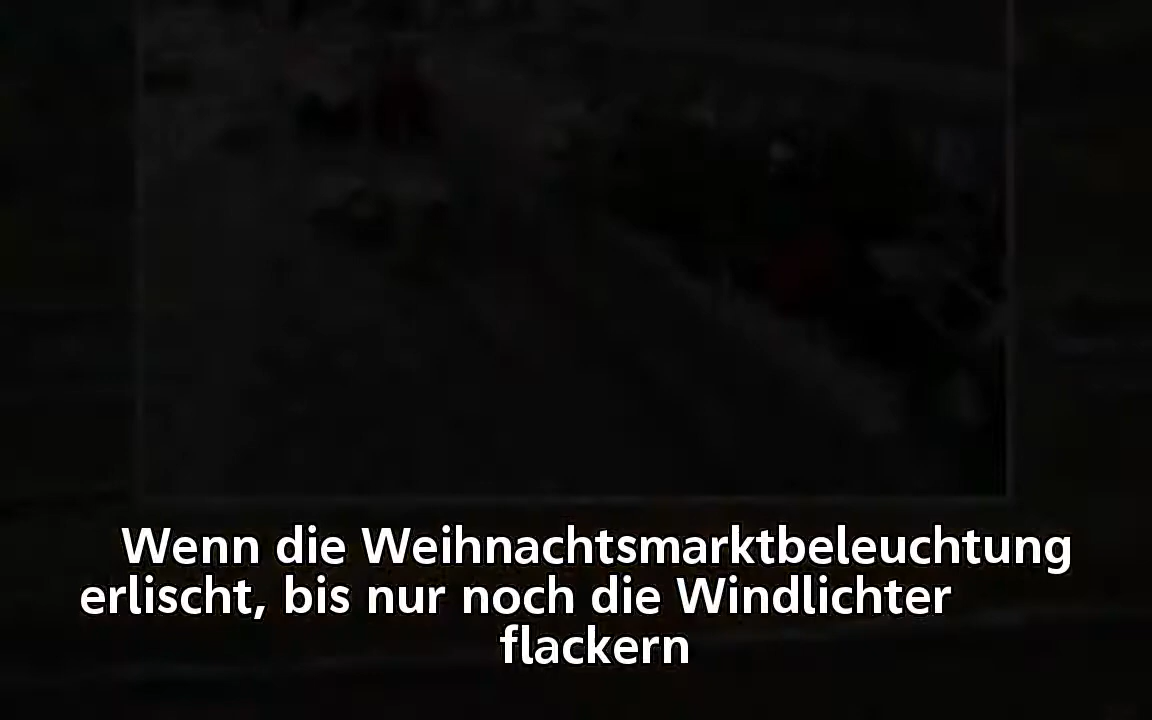 Wenn die Weihnachtsmarktbeleuchtung
erlischt, bis nur noch die Windlichter
flackern